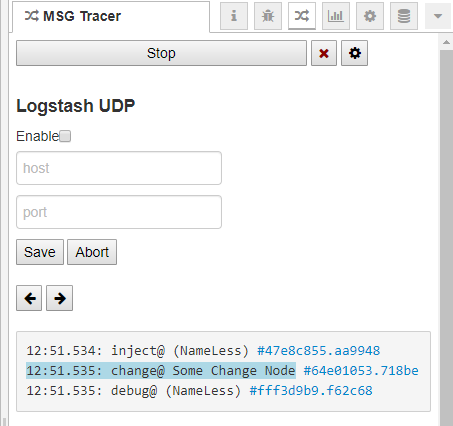 MSG Tracer
Stop
Logstash UDP
Enable
host
port
Save Abort
12:51.534: inject@ (NameLess) #47e8c855.aa9948
12:51.535: change@ Some Change Node #64e01053.718be
12:51.535: debug@ (NameLess) #fff3d9b9.f62c68